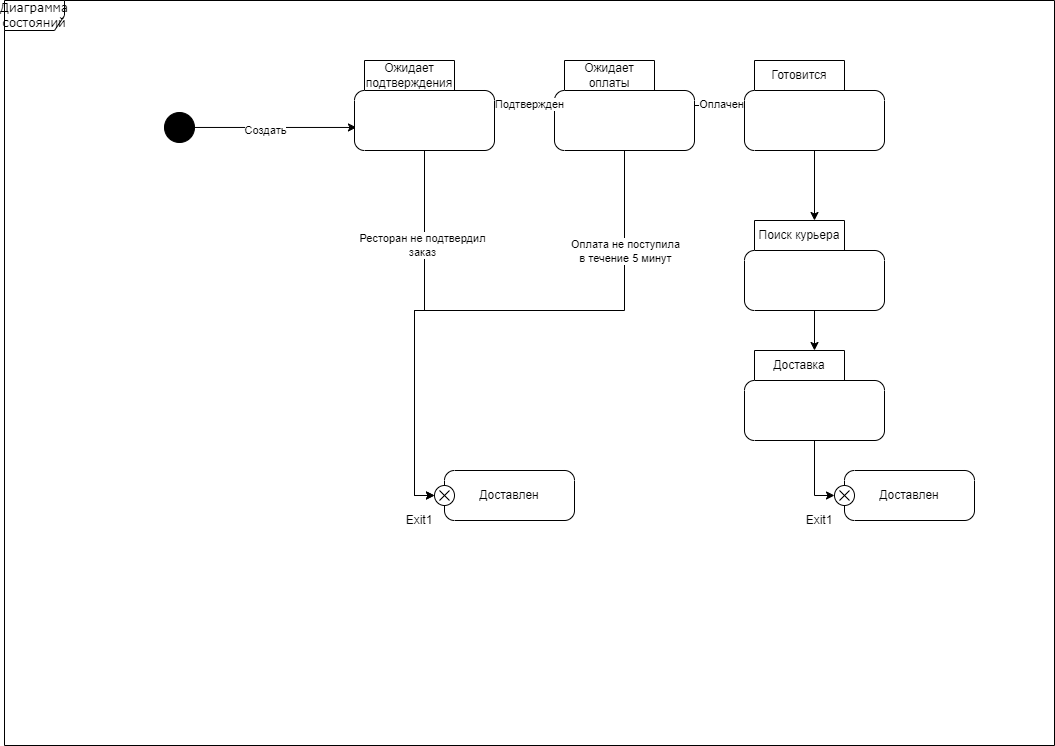 Диаграмма
состояний
Ожидает
подтверждения
Ожидает
оплаты
Готовится
Подтвержден
Оплачен
Создать
Ресторан не подтвердил
заказ
Оплата не поступила
в течение 5 минут
Поиск курьера
Доставка
Доставлен
Exit1
Доставлен
Exit1